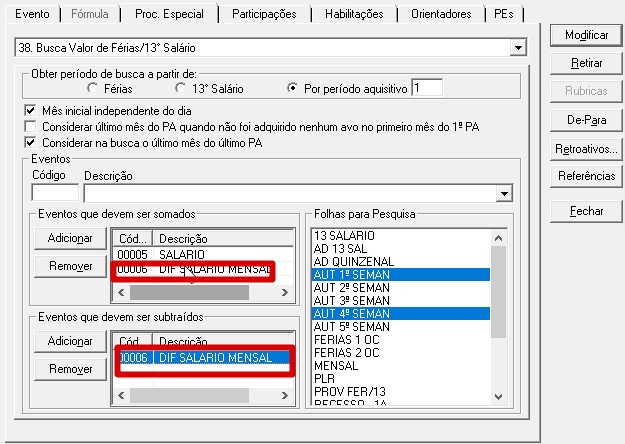 Evento Fórmula Proc. Especial Participações Habilitações Orientadores PEs
Modificar
38. Busca Valor de Férias/13° Salário
Retirar
Obter período de busca a partir de:
Férias 13° Salário Por período aquisitivo 1
Rubricas
Mês inicial independente do dia
Considerar último mês do PA quando não foi adquirido nenhum avo no primeiro mês do 1º PA
De-Para
Considerar na busca o último mês do último PA
Retroativos...
Eventos
Código Descrição
Referências
Fechar
Eventos que devem ser somados
Adicionar
Remover
Cód... Descrição
00005 SALARIO
00006 DIF SALARIO MENSAL
Eventos que devem ser subtraídos
Adicionar
Remover
Cód... Descrição
00006 DIF SALARIO MENSAL
Folhas para Pesquisa
13 SALARIO
AD 13 SAL
AD QUINZENAL
AUT 1ª SEMAN
AUT 2ª SEMAN
AUT 3ª SEMAN
AUT 4ª SEMAN
AUT 5ª SEMAN
FERIAS 1 OC
FERIAS 2 OC
MENSAL
PLR
PROV FER/13
RECESSO - 1A